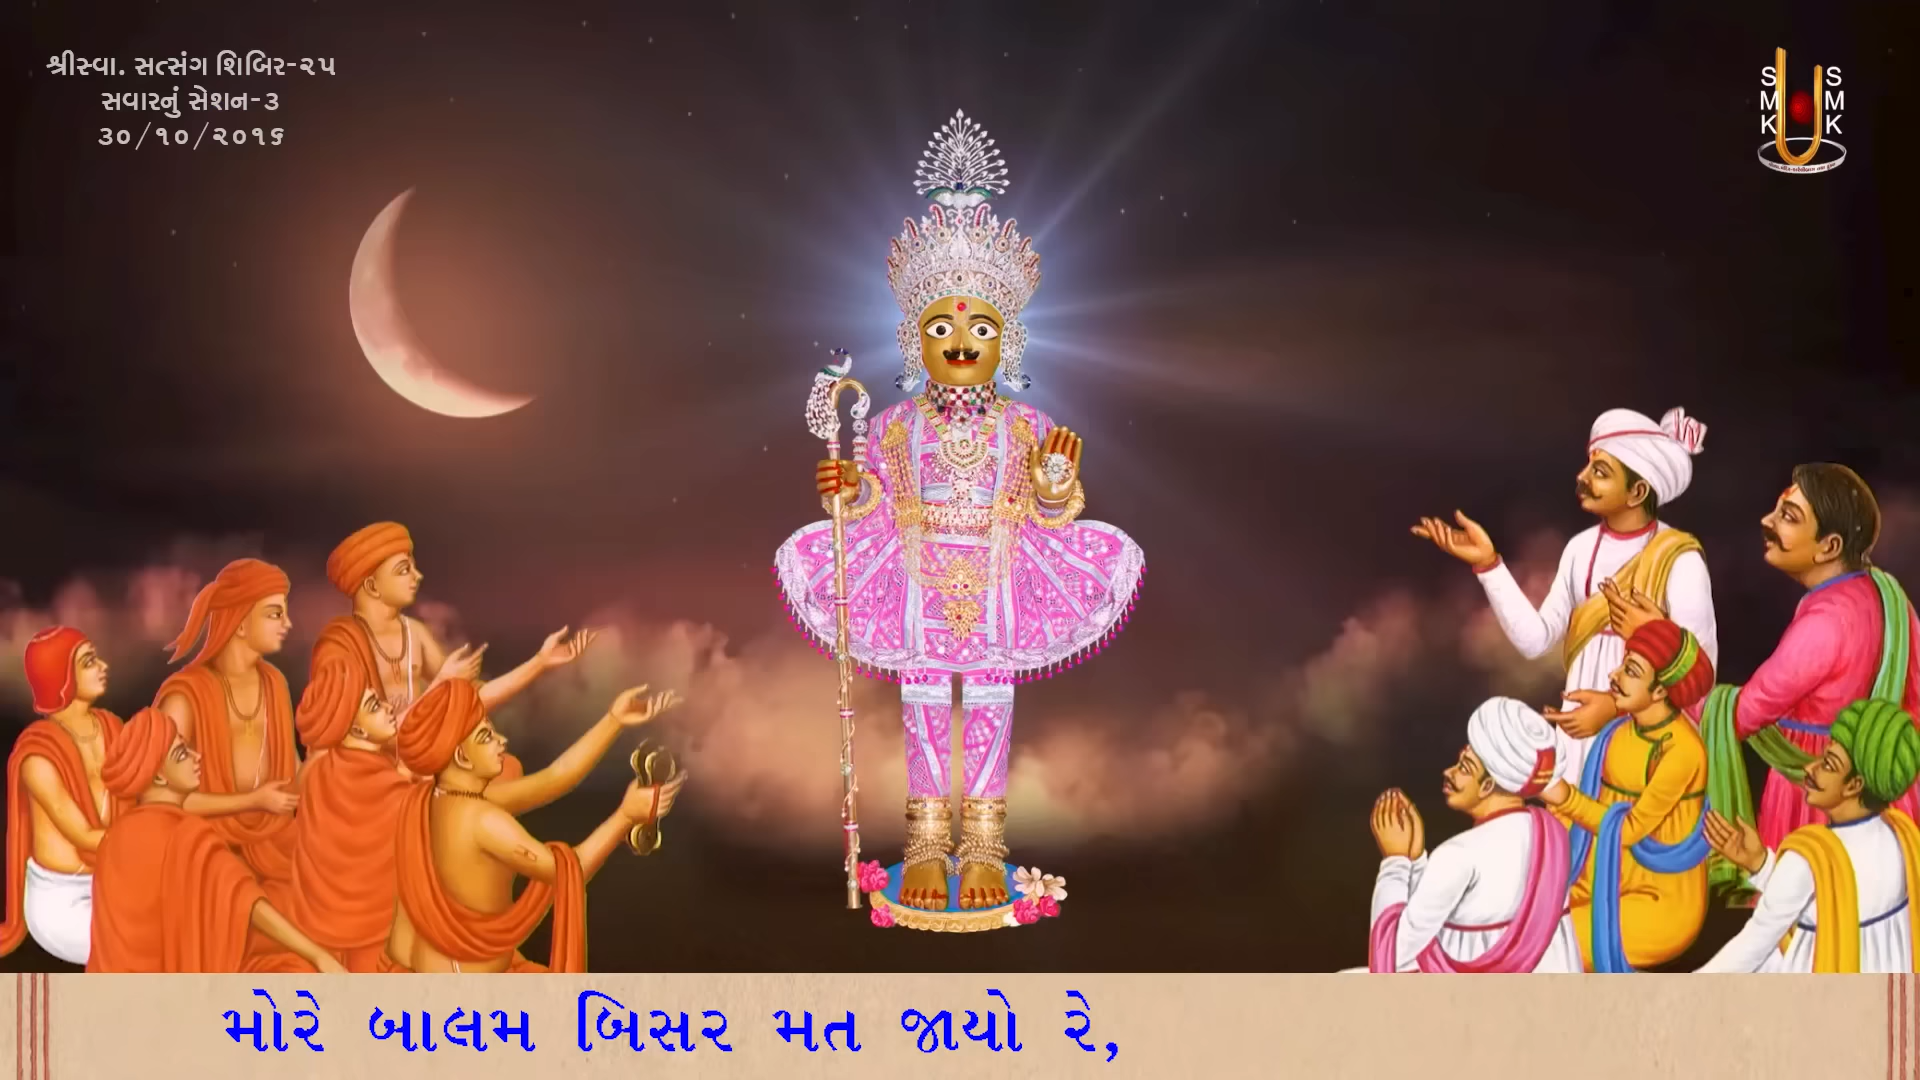 શ્રીસ્વા. સત્સંગ શિબિર-૨૫
સવારનું સેશન-૩
૩૦/૧૦/૨૦૧૬
S S
M M
K K
મોરે બાલમ બિસર મત જાયો રે,